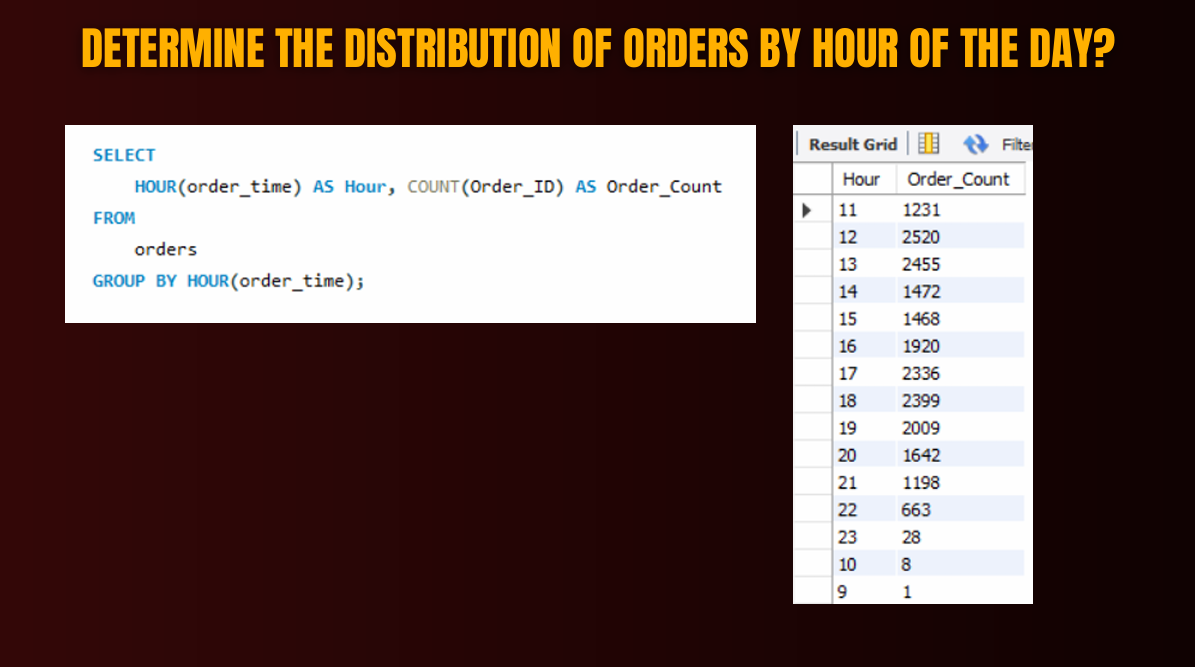 DETERMINE THE DISTRIBUTION OF ORDERS BY HOUR OF THE DAY?
SELECT
HOUR(order_time) AS Hour, COUNT(Order_ID) AS Order_Count
FROM
orders
GROUP BY HOUR(order_time);
Result Grid Filte
Hour Order_Count
11 1231
12 2520
13 2455
14 1472
15 1468
16 1920
17 2336
18 2399
19 2009
20 1642
21 1198
22 663
23 28
10 8
9 1